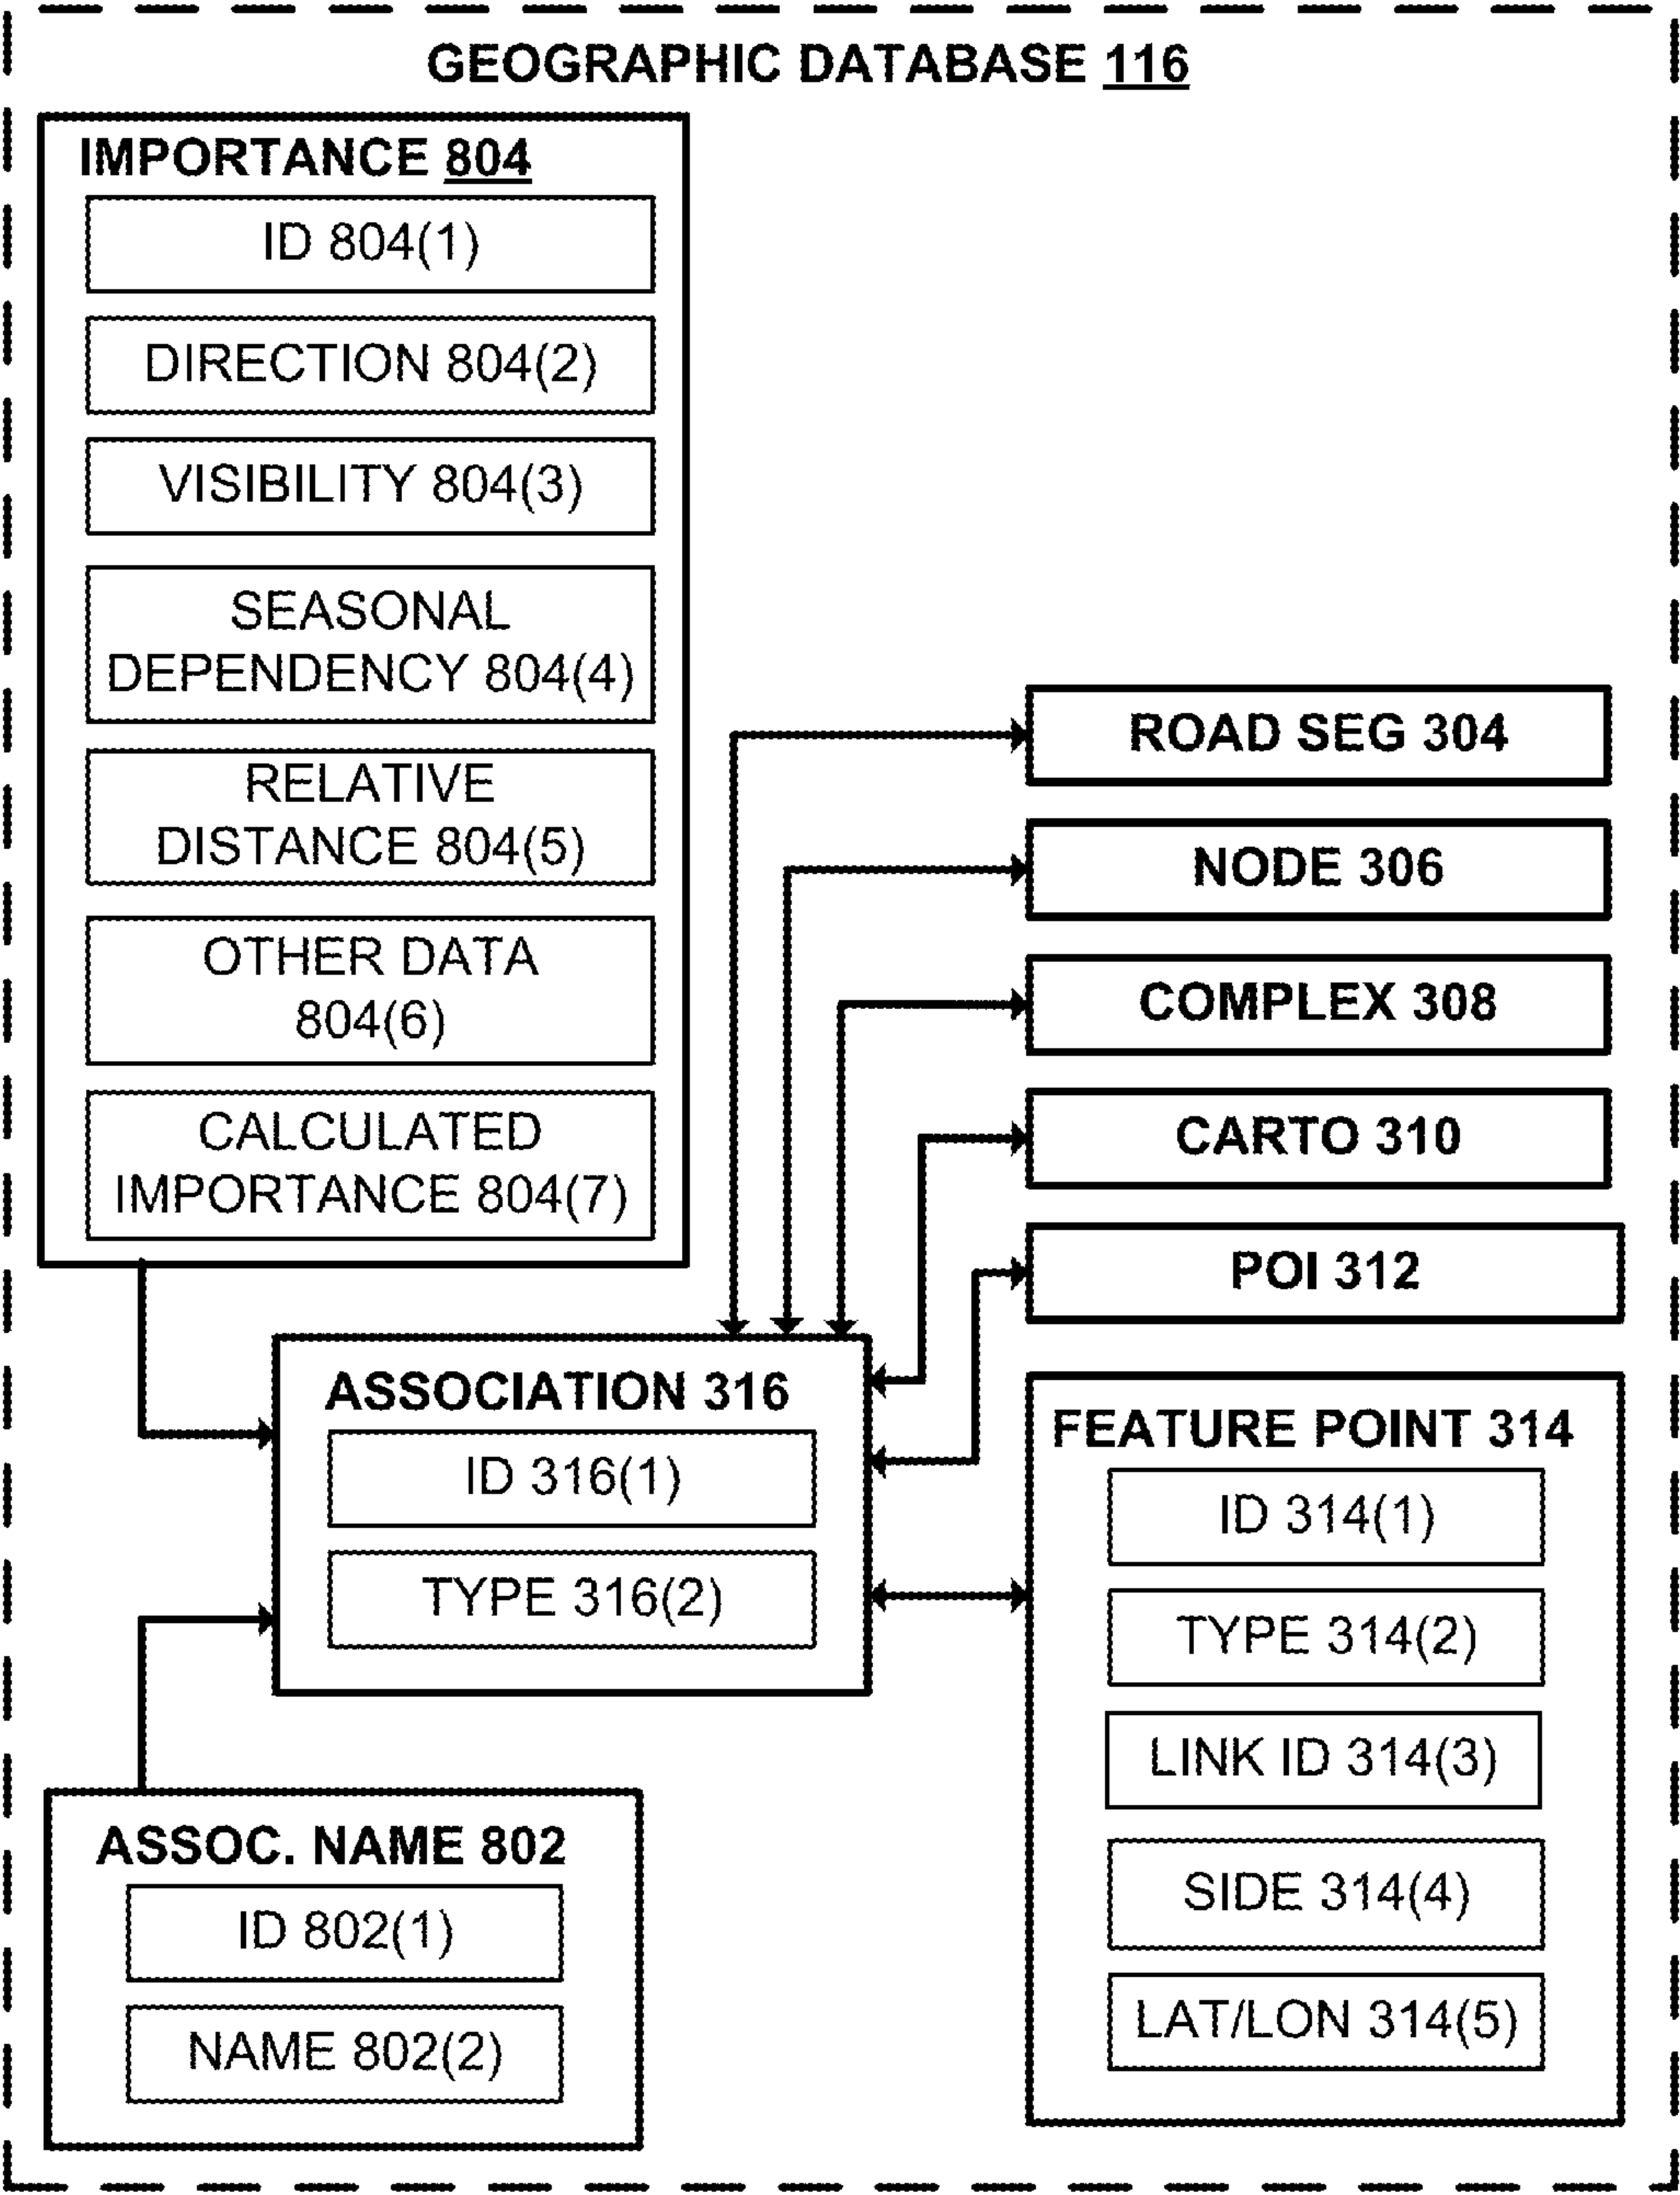 GEOGRAPHIC DATABASE 116
IMPORTANCE 804
ID 804(1)
DIRECTION 804(2)
VISIBILITY 804(3)
SEASONAL
DEPENDENCY 804(4)
RELATIVE
DISTANCE 804(5)
OTHER DATA
804(6)
CALCULATED
IMPORTANCE 804(7)
ROAD SEG 304
NODE 306
COMPLEX 308
CARTO 310
POI 312
ASSOCIATION 316
ID 316(1)
TYPE 316(2)
FEATURE POINT 314
ID 314(1)
TYPE 314(2)
LINK ID 314(3)
SIDE 314(4)
LAT/LON 314(5)
ASSOC. NAME 802
ID 802(1)
NAME 802(2)